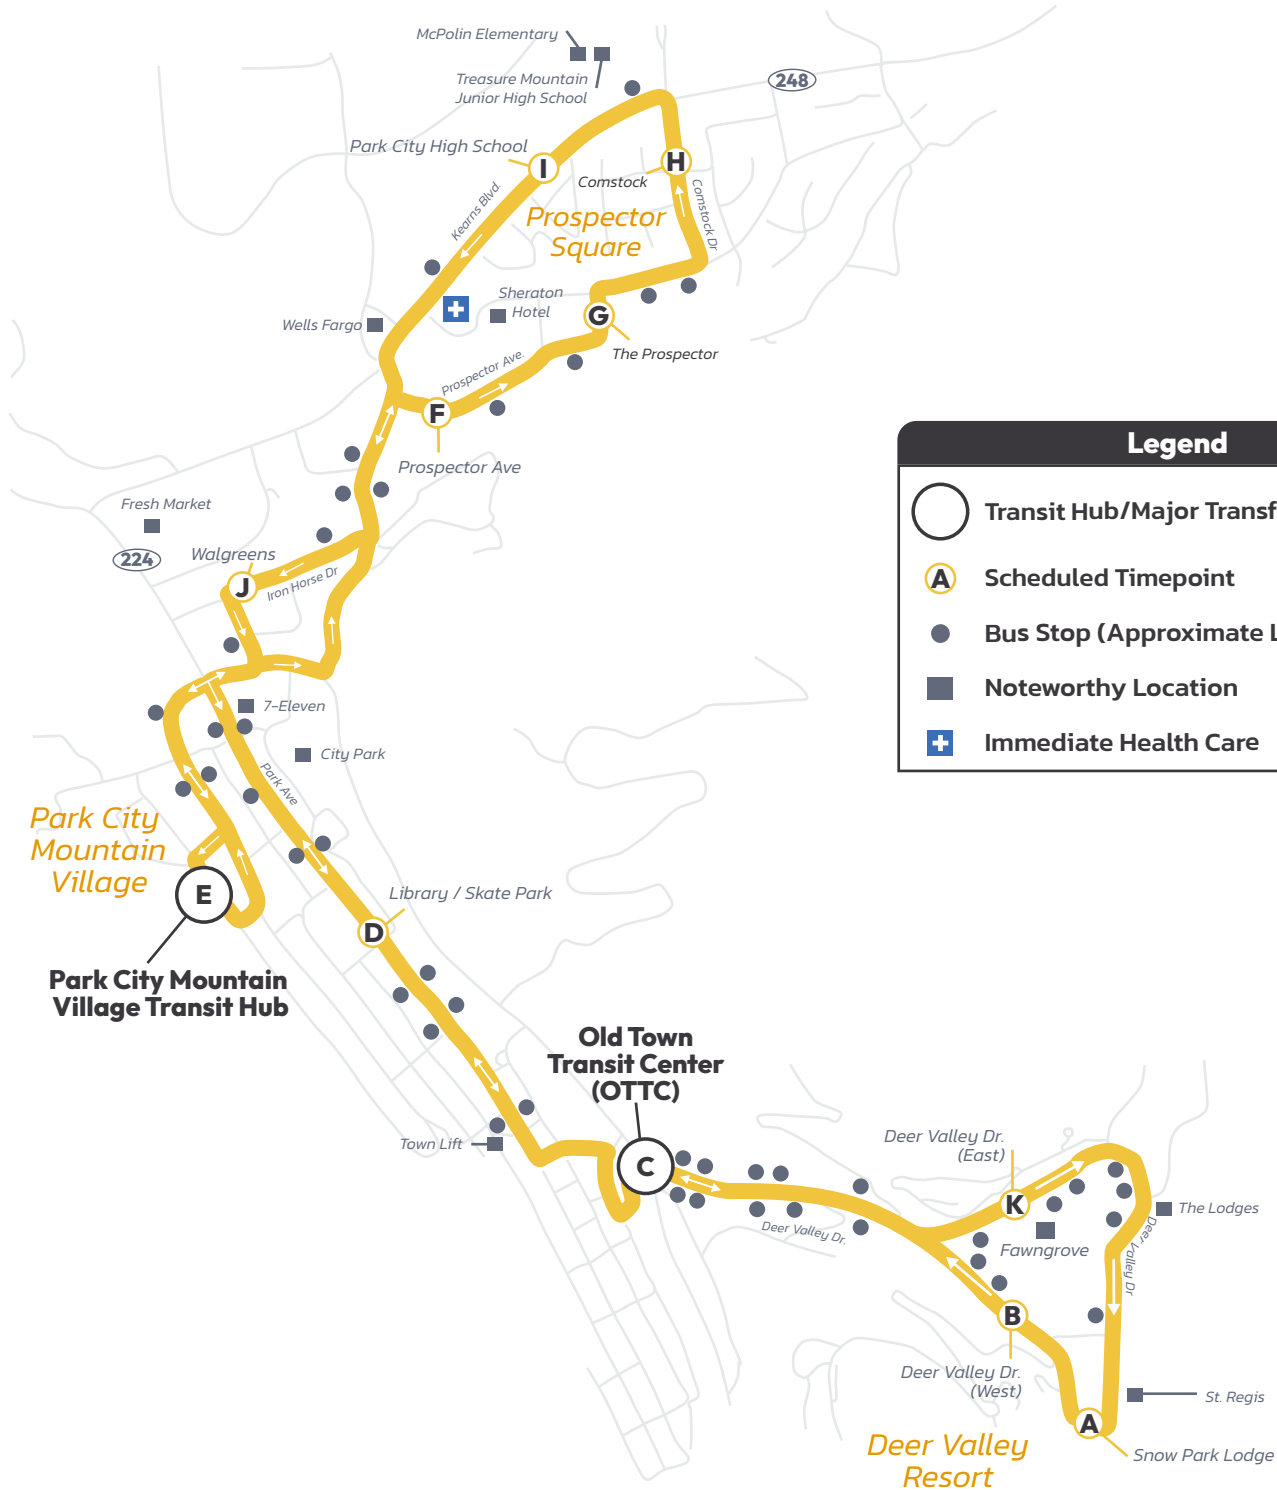 McPolin Elementary
Treasure Mountain
Junior High School
248
Park City High School
I
H
Comstock
Kearns Blvd.
Comstock Dr
Prospector
Square
Sheraton
Hotel
Wells Fargo
G
The Prospector
Prospector Ave.
F
Prospector Ave
Legend
Transit Hub/Major Transf
A
Scheduled Timepoint
Bus Stop (Approximate L
Noteworthy Location
Immediate Health Care
Fresh Market
224
Walgreens
J
Iron Horse Dr
7-Eleven
City Park
Park Ave
Park City
Mountain
Village
E
Library / Skate Park
D
Park City Mountain
Village Transit Hub
Old Town
Transit Center
(OTTC)
Town Lift
C
Deer Valley Dr.
Deer Valley Dr.
(East)
K
The Lodges
Fawngrove
Deer Valley Dr
B
Deer Valley Dr.
(West)
St. Regis
A
Deer Valley
Resort
Snow Park Lodge